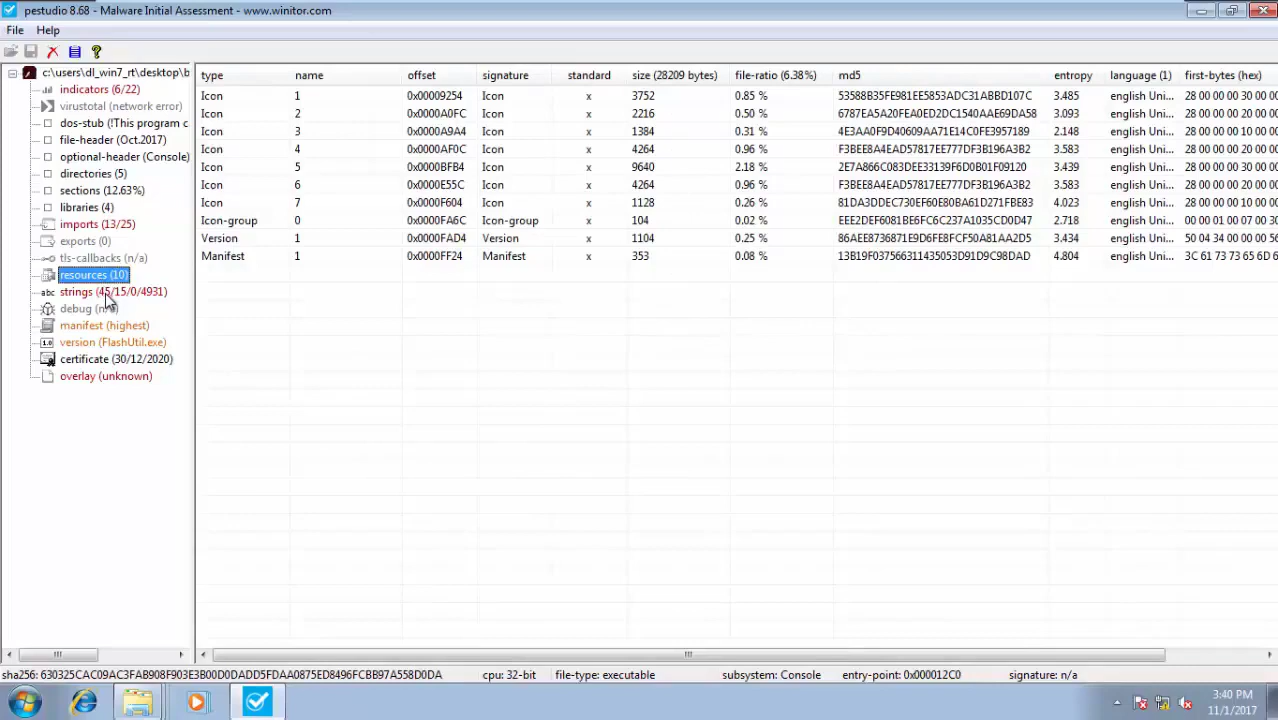 pestudio 8.68 - Malware Initial Assessment - www.winitor.com
File Help
c:\users\dl_win7_rt\desktop\b
indicators (6/22)
virustotal (network error)
dos-stub (!This program c
file-header (Oct.2017)
optional-header (Console)
directories (5)
sections (12.63%)
libraries (4)
imports (13/25)
exports (0)
tls-callbacks (n/a)
resources (10)
abc strings (45/15/0/4931)
debug (n/a)
manifest (highest)
1.0 version (FlashUtil.exe)
certificate (30/12/2020)
overlay (unknown)
type name offset signature standard size (28209 bytes) file-ratio (6.38%) md5 entropy language (1) first-bytes (hex)
Icon 1 0x00009254 Icon x 3752 0.85 % 53588B35FE981EE5853ADC31ABBD107C 3.485 english Uni... 28 00 00 00 30 00 00
Icon 2 0x0000A0FC Icon x 2216 0.50 % 6787EA5A20FEA0ED2DC1540AAE69DA58 3.093 english Uni... 28 00 00 00 20 00 00
Icon 3 0x0000A9A4 Icon x 1384 0.31 % 4E3AA0F9D40609AA71E14C0FE3957189 2.148 english Uni... 28 00 00 00 10 00 00
Icon 4 0x0000AF0C Icon x 4264 0.96 % F3BEE8A4EAD57817EE777DF3B196A3B2 3.583 english Uni... 28 00 00 00 20 00 00
Icon 5 0x0000BFB4 Icon x 9640 2.18 % 2E7A866C083DEE33139F6D0B01F09120 3.439 english Uni... 28 00 00 00 30 00 00
Icon 6 0x0000E55C Icon x 4264 0.96 % F3BEE8A4EAD57817EE777DF3B196A3B2 3.583 english Uni... 28 00 00 00 20 00 00
Icon 7 0x0000F604 Icon x 1128 0.26 % 81DA3DDEC730EF60E80BA61D271FBE83 4.023 english Uni... 28 00 00 00 10 00 00
Icon-group 0 0x0000FA6C Icon-group x 104 0.02 % EEE2DEF6081BE5FC6C237A1035CD0D47 2.718 english Uni... 00 00 01 00 07 00 30
Version 1 0x0000FAD4 Version x 1104 0.25 % 86AEE8736871E9D6FE8FCF50A81AA2D5 3.434 english Uni... 50 04 34 00 00 00 56
Manifest 1 0x0000FF24 Manifest x 353 0.08 % 13B19F03756631435053D91D9C98DAD 4.804 english Uni... 3C 61 73 73 65 6D 6
sha256: 630325CAC09AC3FAB908F903E3B00D0DADD5FDAA0875ED8496FCBB97A558D0DA cpu: 32-bit file-type: executable subsystem: Console entry-point: 0x000012C0 signature: n/a
3:40 PM
11/1/2017